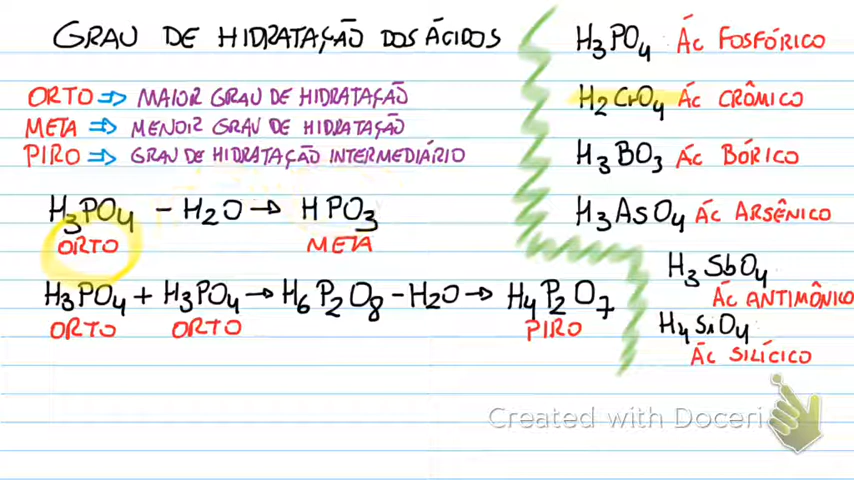 GRAU DE HIDRATAÇÃO DOS ÁCIDOS
ORTO ⇒ MAIOR GRAU DE HIDRATAÇÃO
META ⇒ MENOR GRAU DE HIDRATAÇÃO
PIRO ⇒ GRAU DE HIDRATAÇÃO INTERMEDIÁRIO
H₃PO₄ - H₂O → HPO₃
ORTO META
H₃PO₄ + H₃PO₄ → H₆P₂O₈ - H₂O → H₄P₂O₇
ORTO ORTO PIRO
H₃PO₄ ÁC FOSFÓRICO
H₂CrO₄ ÁC CRÔMICO
H₃BO₃ ÁC BÓRICO
H₃AsO₄ ÁC ARSÊNICO
H₃SbO₄
ÁC ANTIMÔNICO
H₄SiO₄
ÁC SILÍCICO
Created with Doceri